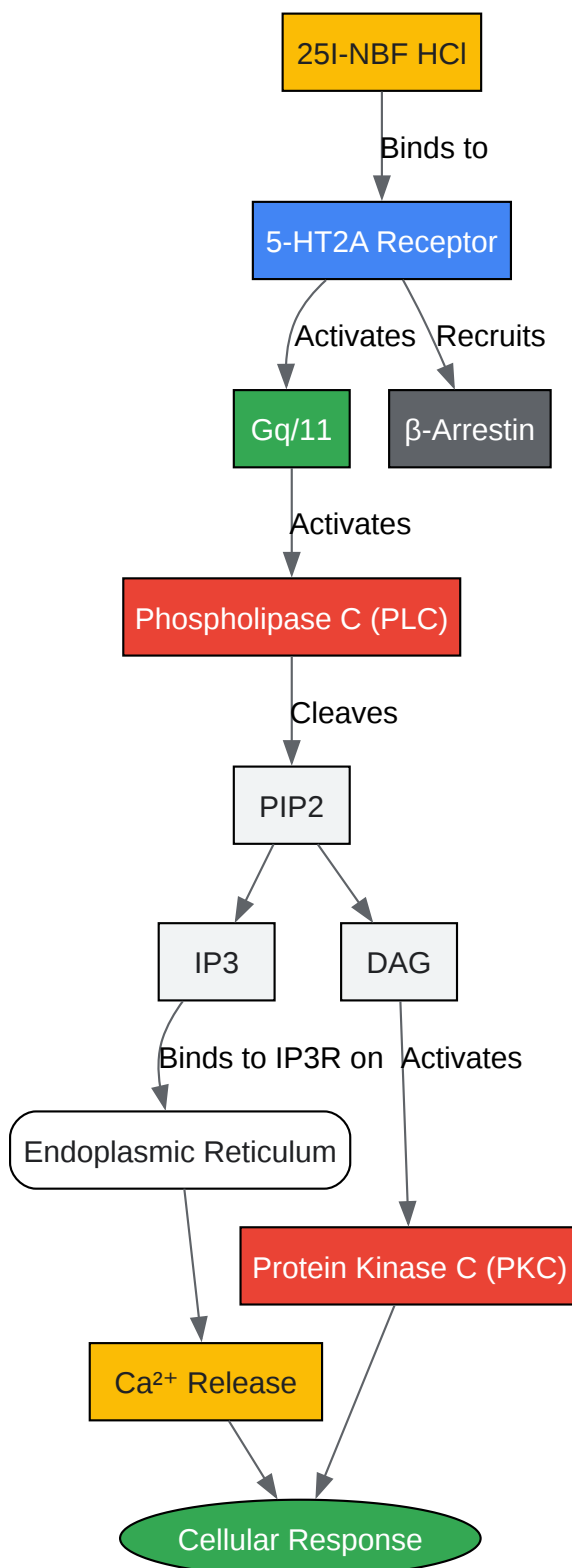 25I-NBF HCl
Binds to
5-HT2A Receptor
Activates
Recruits
Gq/11
β-Arrestin
Activates
Phospholipase C (PLC)
Cleaves
PIP2
IP3
DAG
Binds to IP3R on
Activates
Endoplasmic Reticulum
Protein Kinase C (PKC)
Ca²⁺ Release
Cellular Response